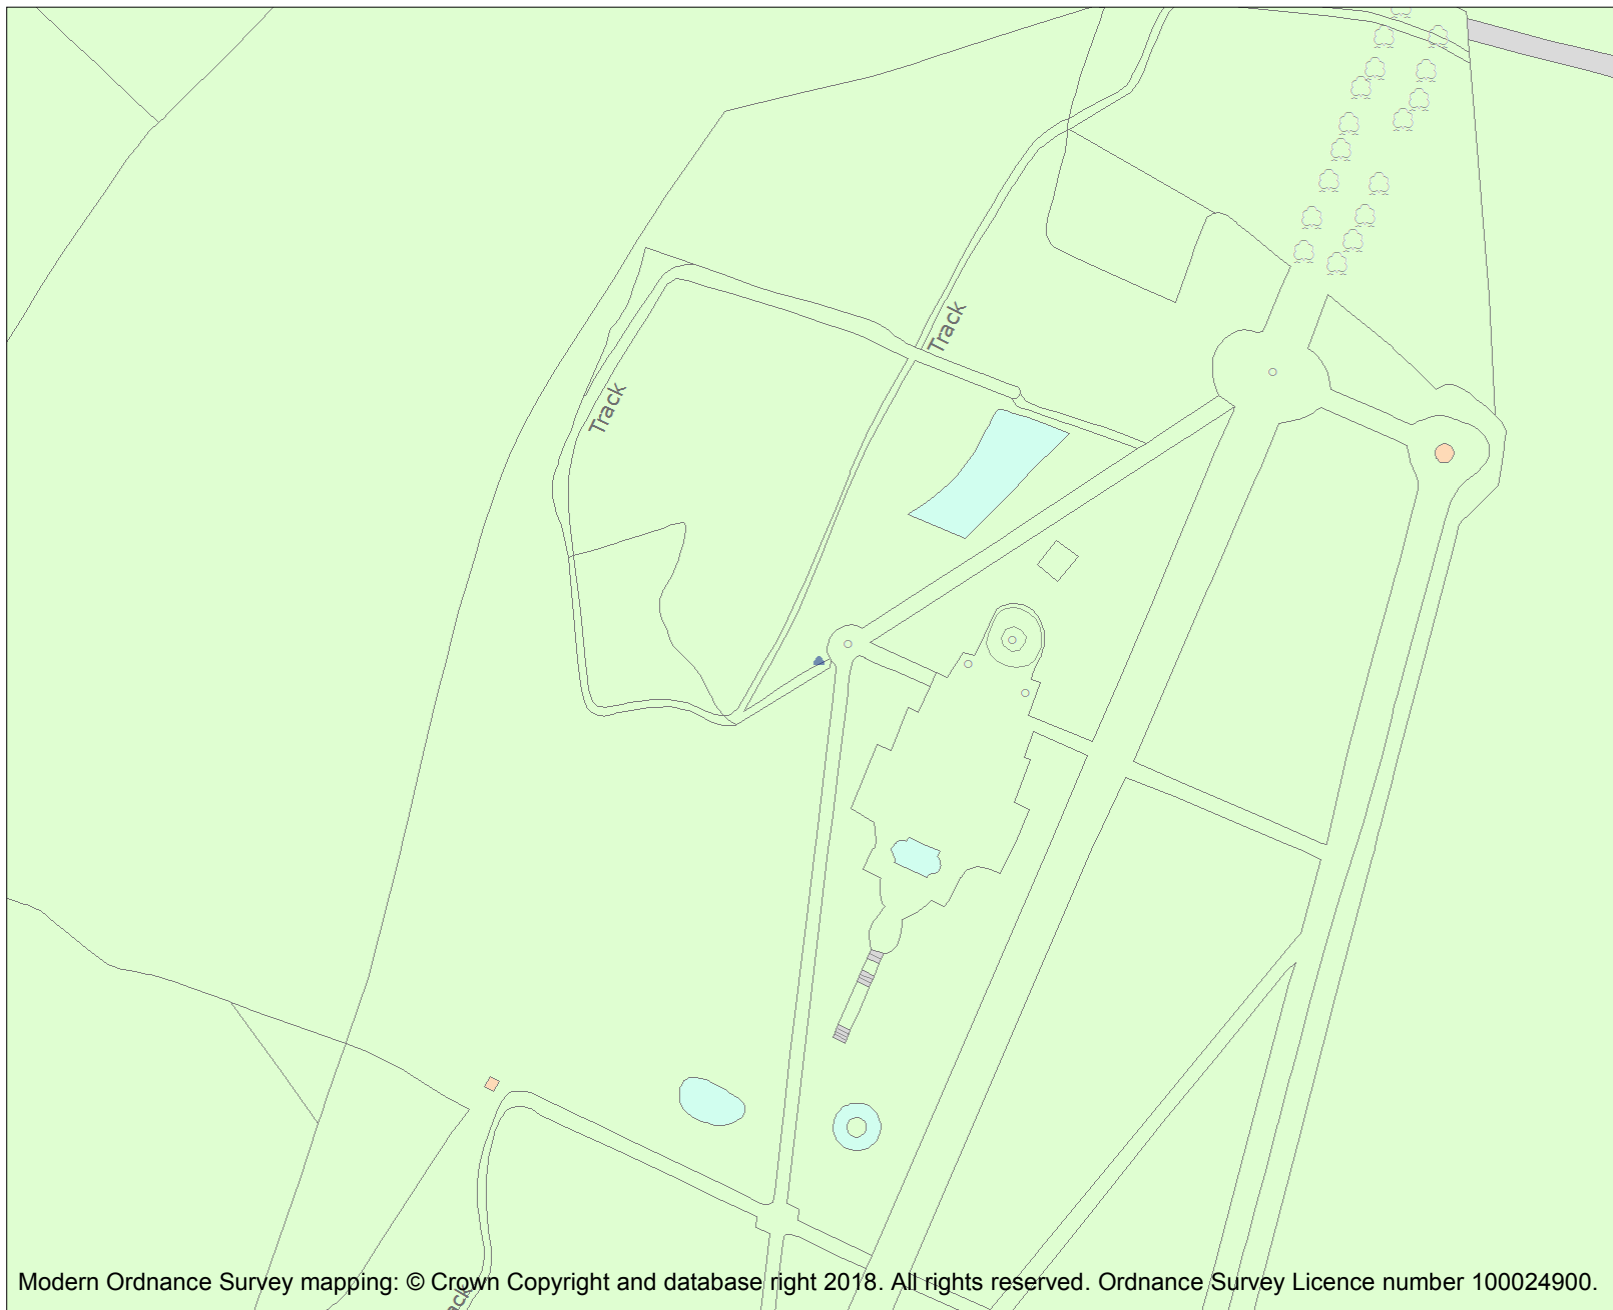 Track
Track
ack
Modern Ordnance Survey mapping: © Crown Copyright and database right 2018. All rights reserved. Ordnance Survey Licence number 100024900.